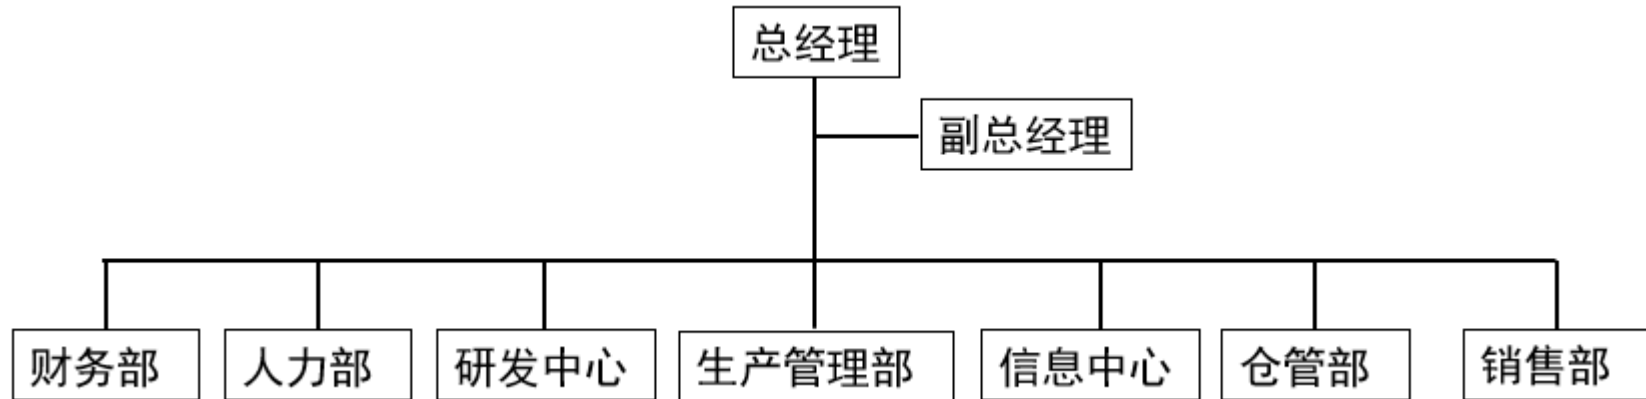 总经理
副总经理
财务部
人力部
研发中心
生产管理部
信息中心
仓管部
销售部